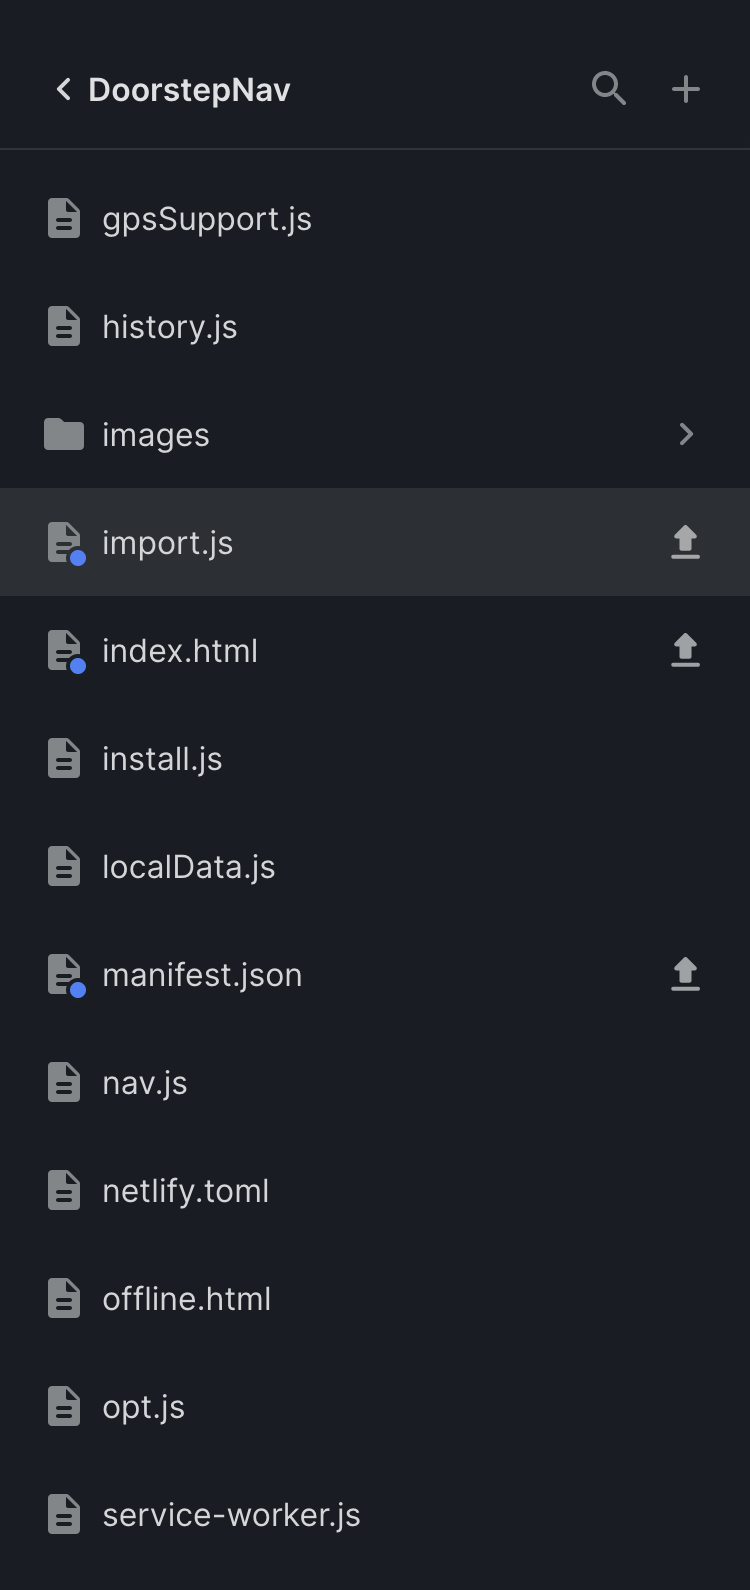 DoorstepNav
gpsSupport.js
history.js
images
import.js
index.html
install.js
localData.js
manifest.json
nav.js
netlify.toml
offline.html
opt.js
service-worker.js